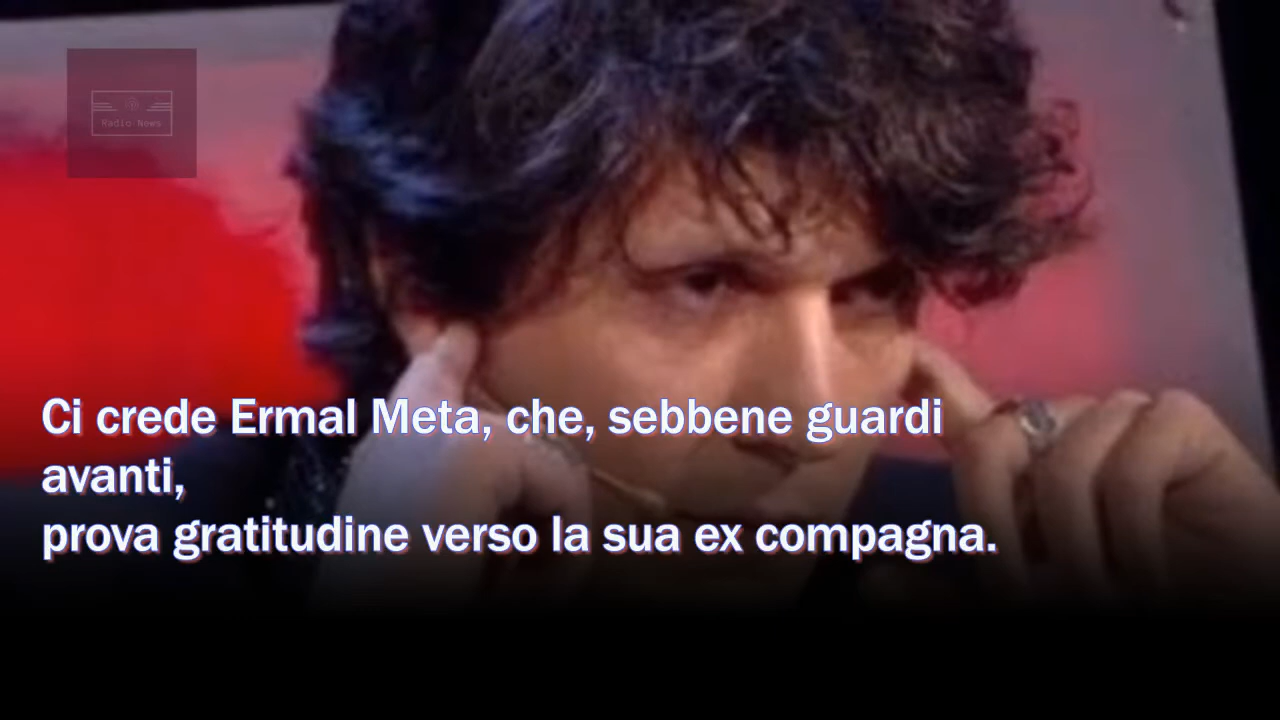 Radio News
Ci crede Ermal Meta, che, sebbene guardi
avanti,
prova gratitudine verso la sua ex compagna.